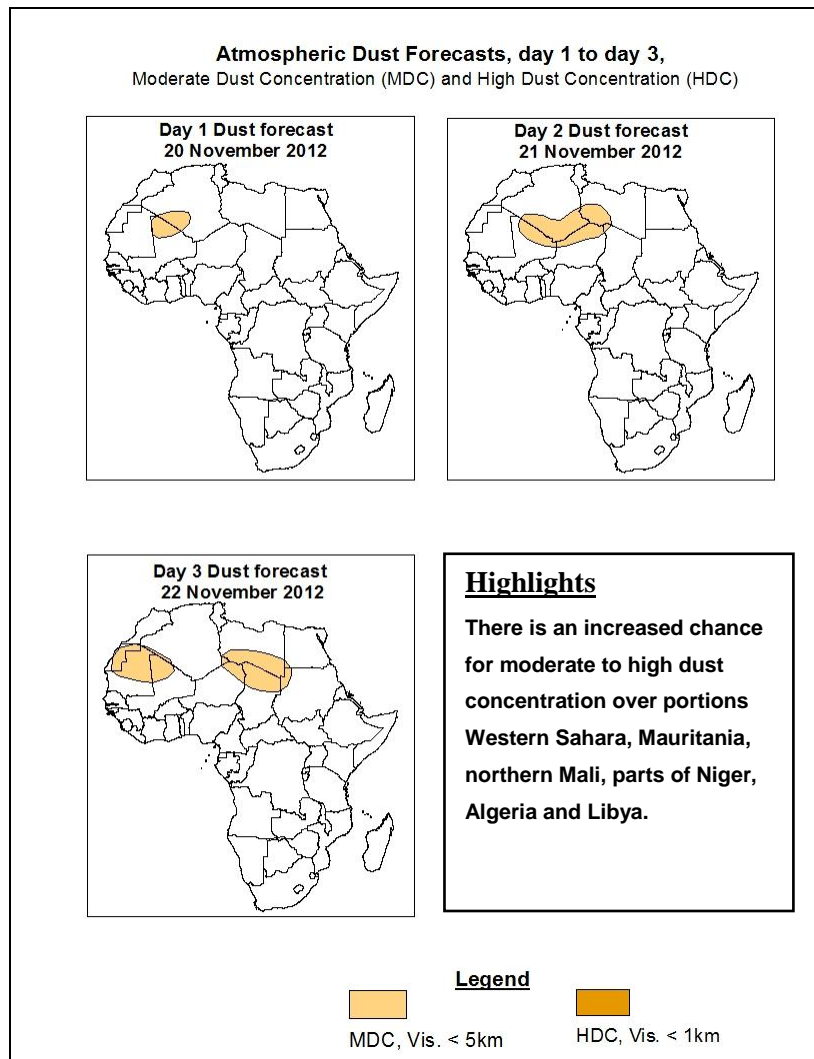 Atmospheric Dust Forecasts, day 1 to day 3,
Moderate Dust Concentration (MDC) and High Dust Concentration (HDC)
Day 1 Dust forecast
20 November 2012
Day 2 Dust forecast
21 November 2012
Day 3 Dust forecast
22 November 2012
Highlights
There is an increased chance
for moderate to high dust
concentration over portions
Western Sahara, Mauritania,
northern Mali, parts of Niger,
Algeria and Libya.
Legend
MDC, Vis. < 5km
HDC, Vis. < 1km